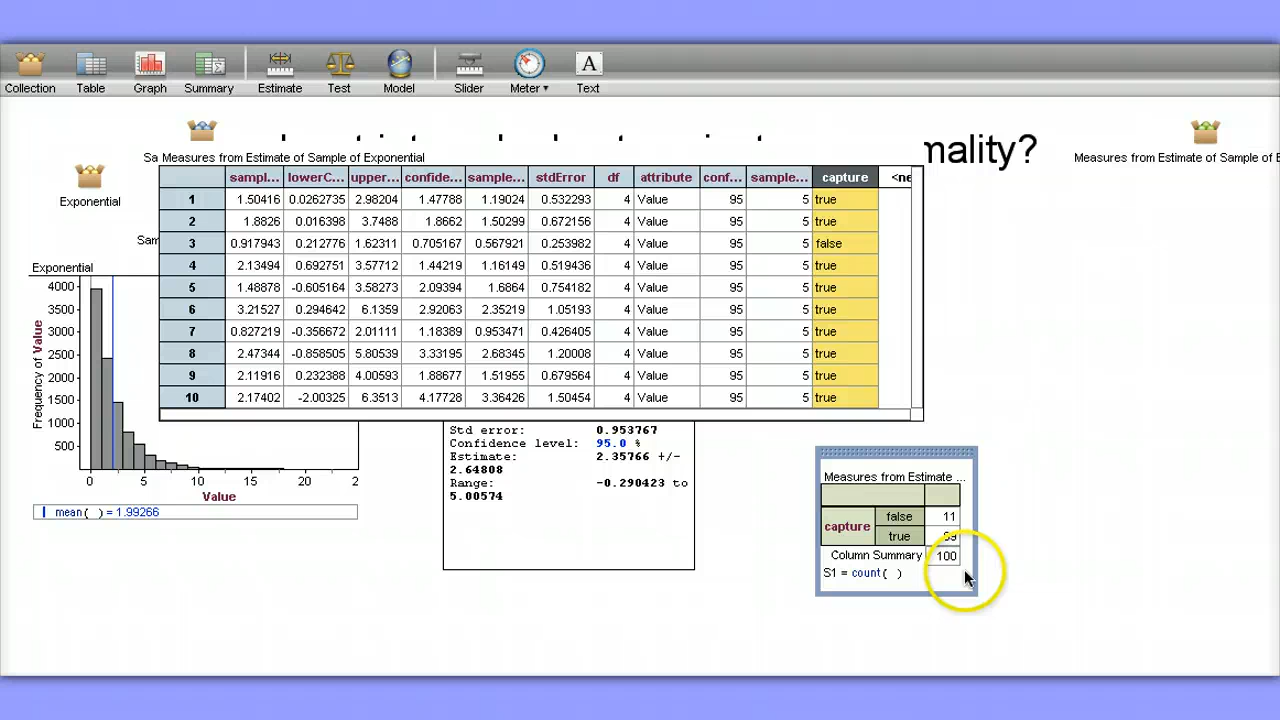 Collection Table Graph Summary Estimate Test Model Slider Meter Text
mality?
Sa Measures from Estimate of Sample of Exponential
Measures from Estimate of Sample of E
Exponential
Sam
sampl... lowerC... upper... confide... sample... stdError df attribute conf... sample... capture <ne
1 1.50416 0.0262735 2.98204 1.47788 1.19024 0.532293 4 Value 95 5 true
2 1.8826 0.016398 3.7488 1.8662 1.50299 0.672156 4 Value 95 5 true
3 0.917943 0.212776 1.62311 0.705167 0.567921 0.253982 4 Value 95 5 false
4 2.13494 0.692751 3.57712 1.44219 1.16149 0.519436 4 Value 95 5 true
5 1.48878 -0.605164 3.58273 2.09394 1.6864 0.754182 4 Value 95 5 true
6 3.21527 0.294642 6.1359 2.92063 2.35219 1.05193 4 Value 95 5 true
7 0.827219 -0.356672 2.01111 1.18389 0.953471 0.426405 4 Value 95 5 true
8 2.47344 -0.858505 5.80539 3.33195 2.68345 1.20008 4 Value 95 5 true
9 2.11916 0.232388 4.00593 1.88677 1.51955 0.679564 4 Value 95 5 true
10 2.17402 -2.00325 6.3513 4.17728 3.36426 1.50454 4 Value 95 5 true
Exponential
Frequency of Value
4000
3500
3000
2500
2000
1500
1000
500
0 5 10 15 20 2
Value
mean( ) = 1.99266
Std error: 0.953767
Confidence level: 95.0 %
Estimate: 2.35766 +/-
2.64808
Range: -0.290423 to
5.00574
Measures from Estimate ...
capture
false 11
true 89
Column Summary 100
S1 = count( )